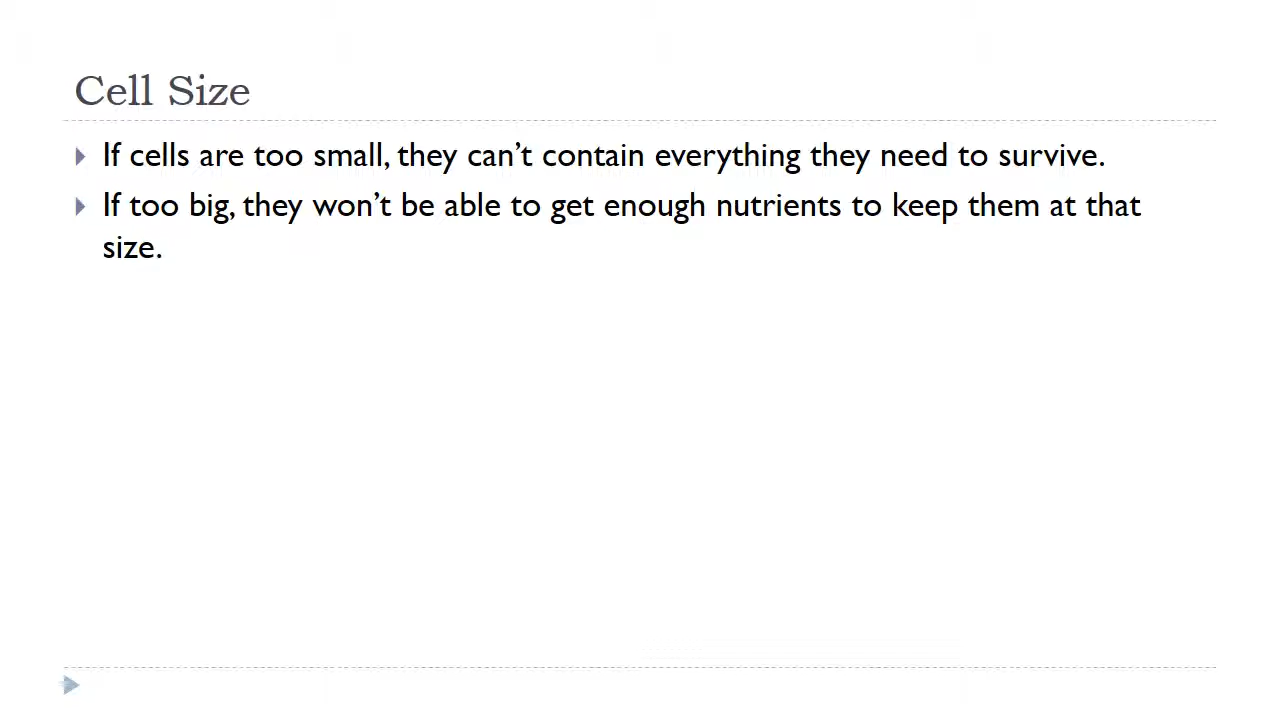 Cell Size
If cells are too small, they can’t contain everything they need to survive.
If too big, they won’t be able to get enough nutrients to keep them at that
size.